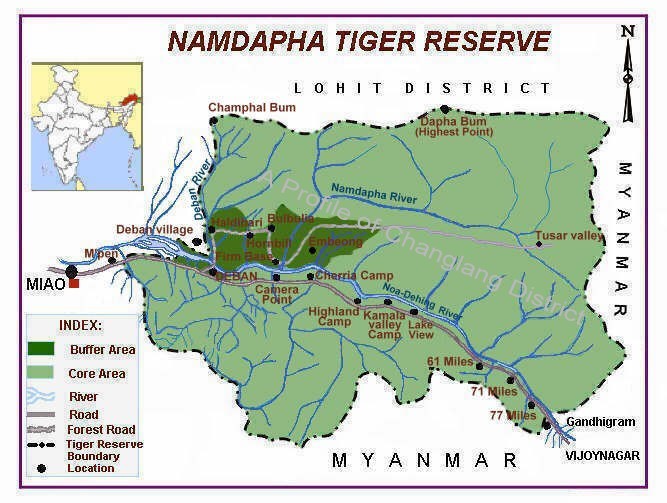 NAMDAPHA TIGER RESERVE
N
LOHIT DISTRICT
Champhal Bum
Dapha Bum
(Highest Point)
Deban River
Namdapha River
MYANMAR
A Profile of Changlang District
Haldibari
Bulbulia
Deban village
Hornbill
Embeong
Tusar valley
M'pen
Firm Base
MIAO
DEBAN
Cherria Camp
Camera
Point
Noa-Dehing River
Highland
Camp
Kamala
valley
Camp
Lake
View
61 Miles
71 Miles
77 Miles
Gandhigram
VIJOYNAGAR
MYANMAR
INDEX:
Buffer Area
Core Area
River
Road
Forest Road
Tiger Reserve
Boundary
Location